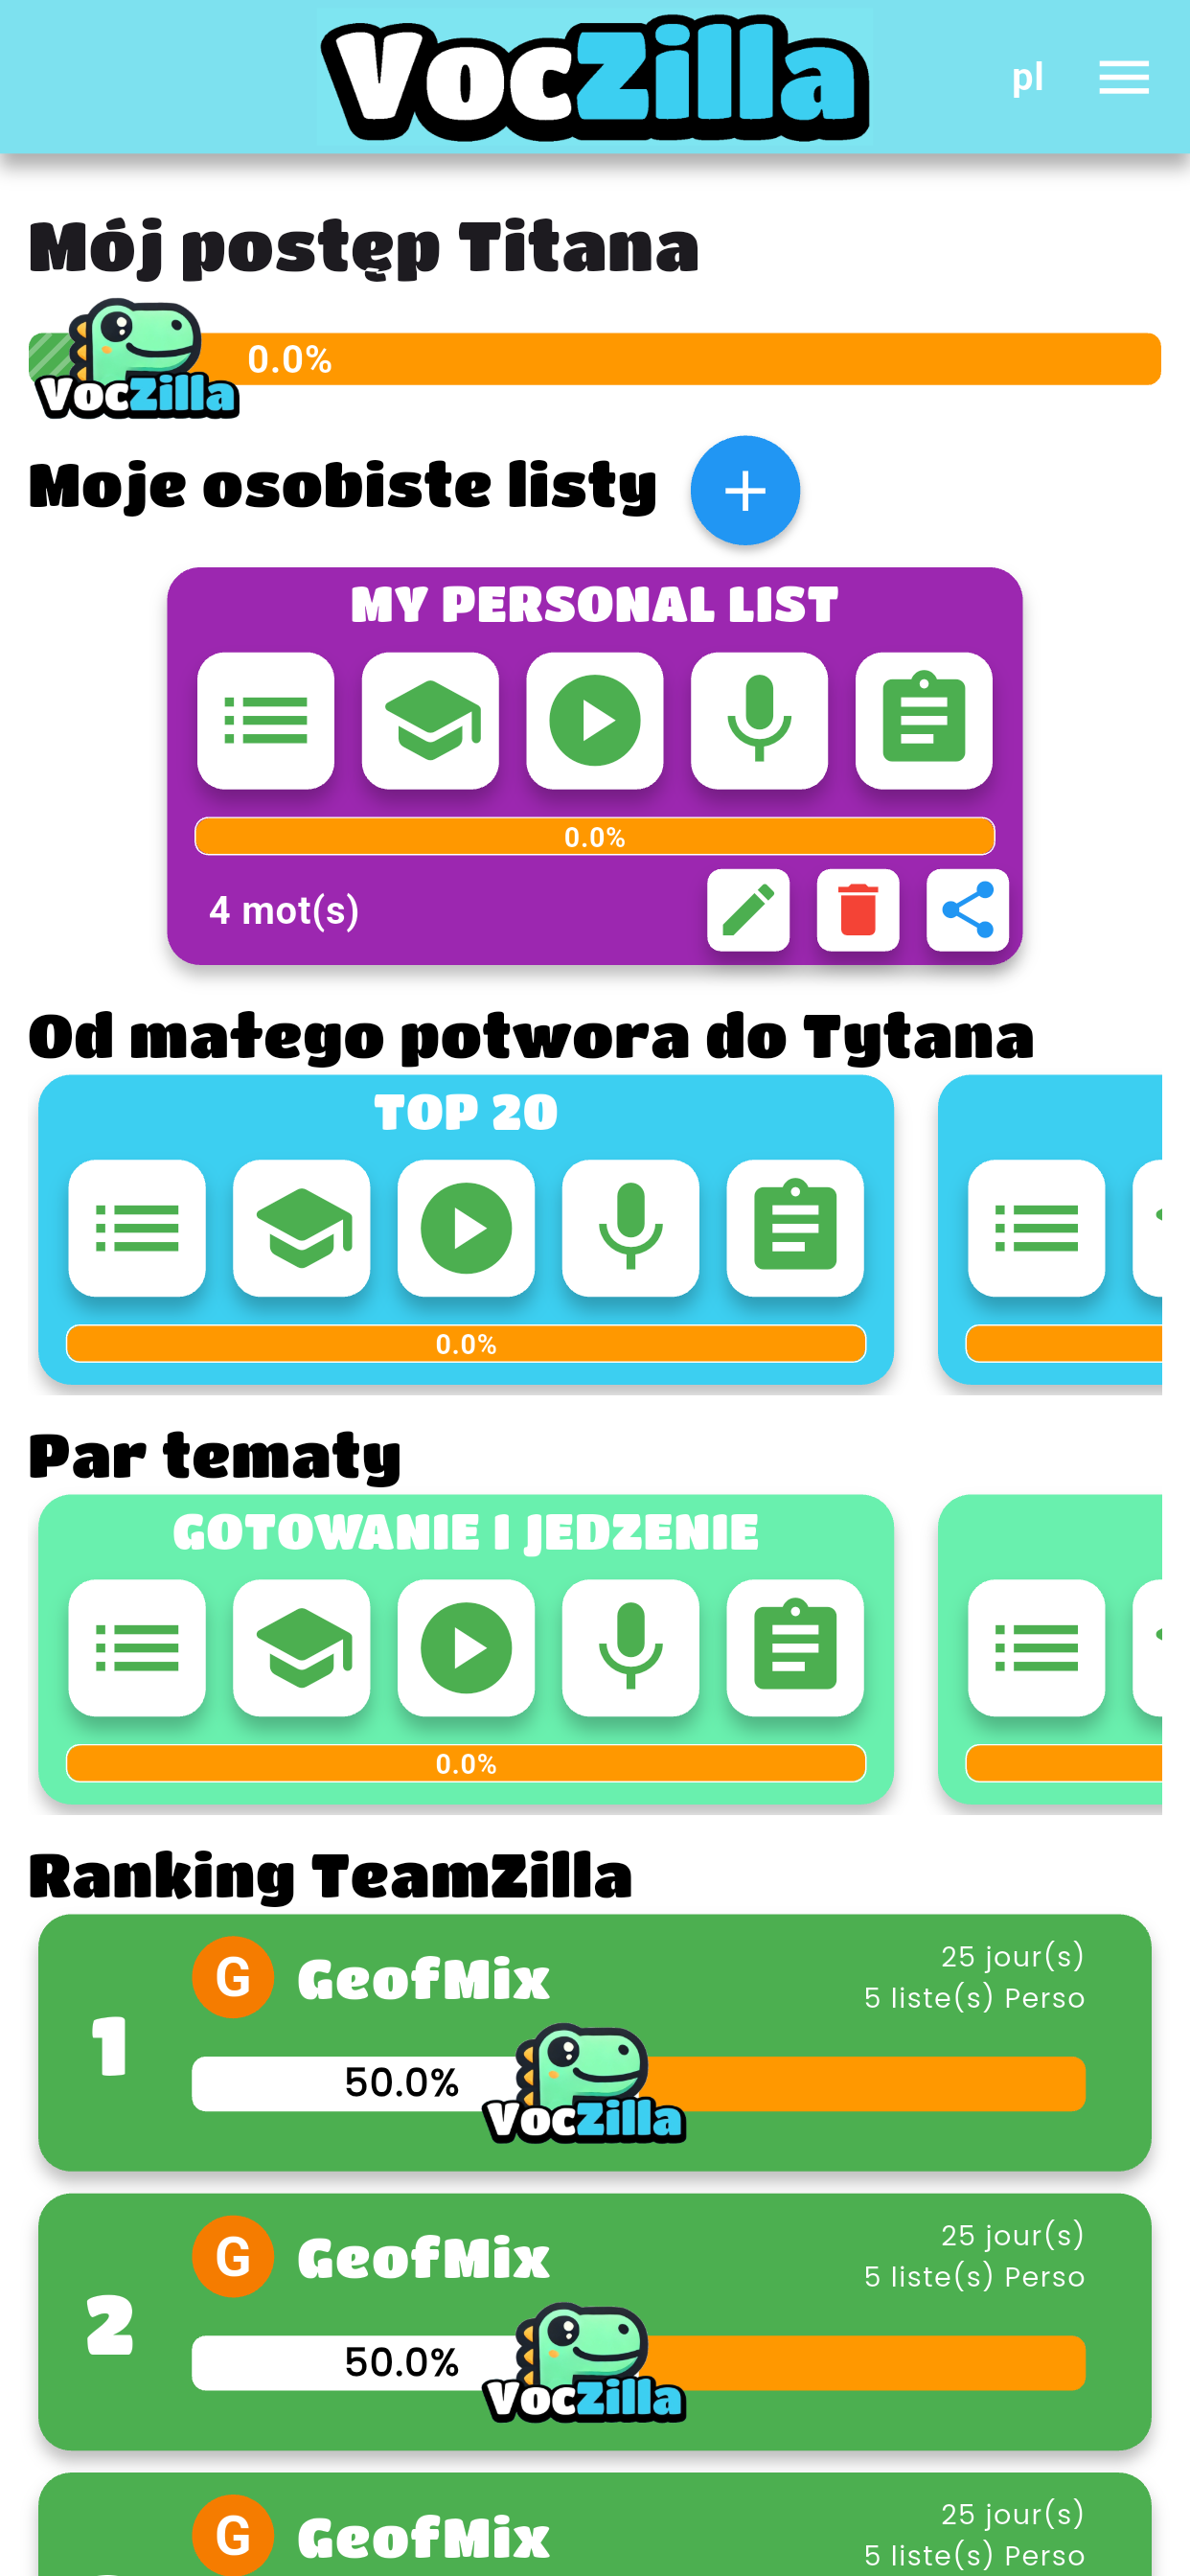 VocZilla
pl
Mój postęp Titana
0.0%
VocZilla
Moje osobiste listy
MY PERSONAL LIST
0.0%
4 mot(s)
Od małego potwora do Tytana
TOP 20
0.0%
Par tematy
GOTOWANIE I JEDZENIE
0.0%
Ranking TeamZilla
1
G
GeofMix
25 jour(s)
5 liste(s) Perso
50.0%
VocZilla
2
G
GeofMix
25 jour(s)
5 liste(s) Perso
50.0%
VocZilla
G
GeofMix
25 jour(s)
5 liste(s) Perso